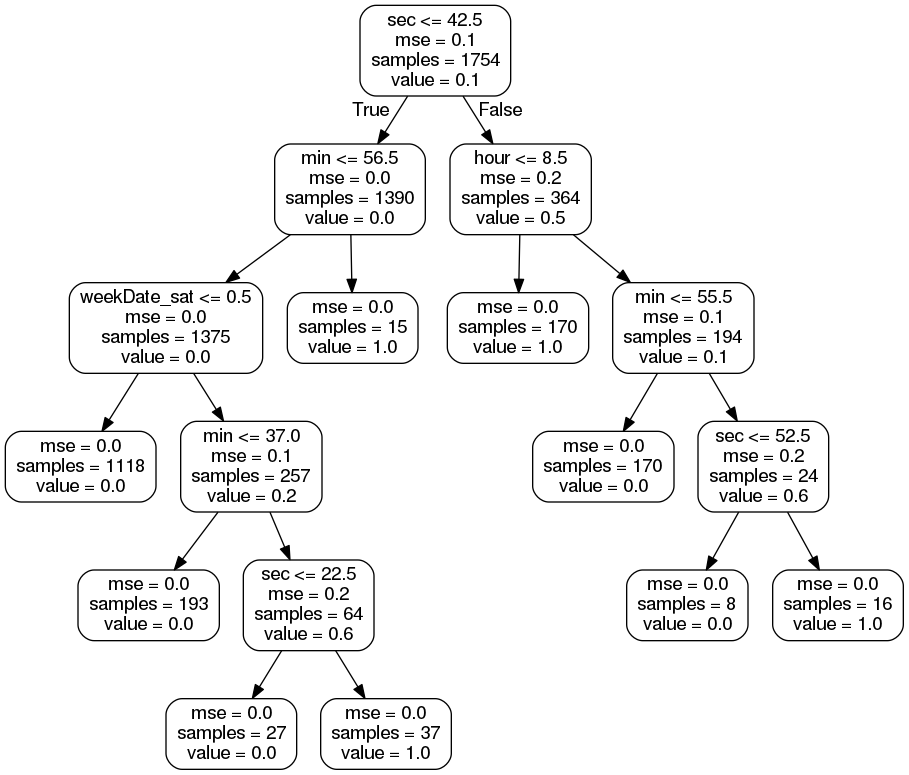 sec <= 42.5
mse = 0.1
samples = 1754
value = 0.1
True
False
min <= 56.5
mse = 0.0
samples = 1390
value = 0.0
hour <= 8.5
mse = 0.2
samples = 364
value = 0.5
weekDate_sat <= 0.5
mse = 0.0
samples = 1375
value = 0.0
mse = 0.0
samples = 15
value = 1.0
mse = 0.0
samples = 170
value = 1.0
min <= 55.5
mse = 0.1
samples = 194
value = 0.1
mse = 0.0
samples = 1118
value = 0.0
min <= 37.0
mse = 0.1
samples = 257
value = 0.2
mse = 0.0
samples = 170
value = 0.0
sec <= 52.5
mse = 0.2
samples = 24
value = 0.6
mse = 0.0
samples = 193
value = 0.0
sec <= 22.5
mse = 0.2
samples = 64
value = 0.6
mse = 0.0
samples = 8
value = 0.0
mse = 0.0
samples = 16
value = 1.0
mse = 0.0
samples = 27
value = 0.0
mse = 0.0
samples = 37
value = 1.0